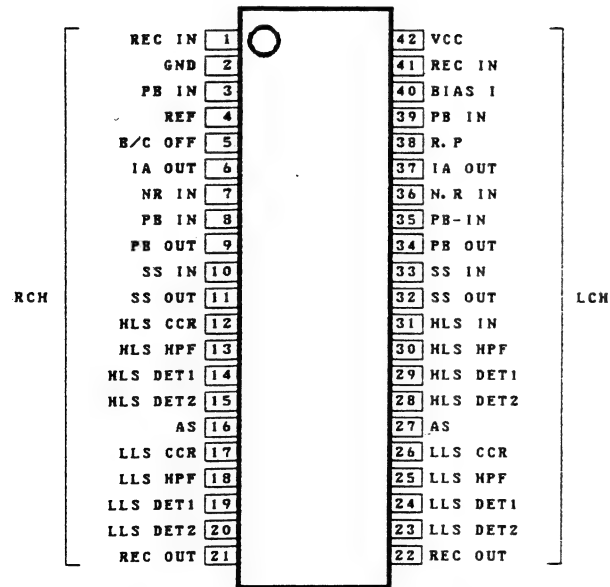 REC IN 1 42 VCC
GND 2 41 REC IN
PB IN 3 40 BIAS I
REF 4 39 PB IN
B/C OFF 5 38 R.P
IA OUT 6 37 IA OUT
NR IN 7 36 N.R IN
PB IN 8 35 PB-IN
PB OUT 9 34 PB OUT
SS IN 10 33 SS IN
RCH SS OUT 11 32 SS OUT LCH
HLS CCR 12 31 HLS IN
HLS HPF 13 30 HLS HPF
HLS DET1 14 29 HLS DET1
HLS DET2 15 28 HLS DET2
AS 16 27 AS
LLS CCR 17 26 LLS CCR
LLS HPF 18 25 LLS HPF
LLS DET1 19 24 LLS DET1
LLS DET2 20 23 LLS DET2
REC OUT 21 22 REC OUT